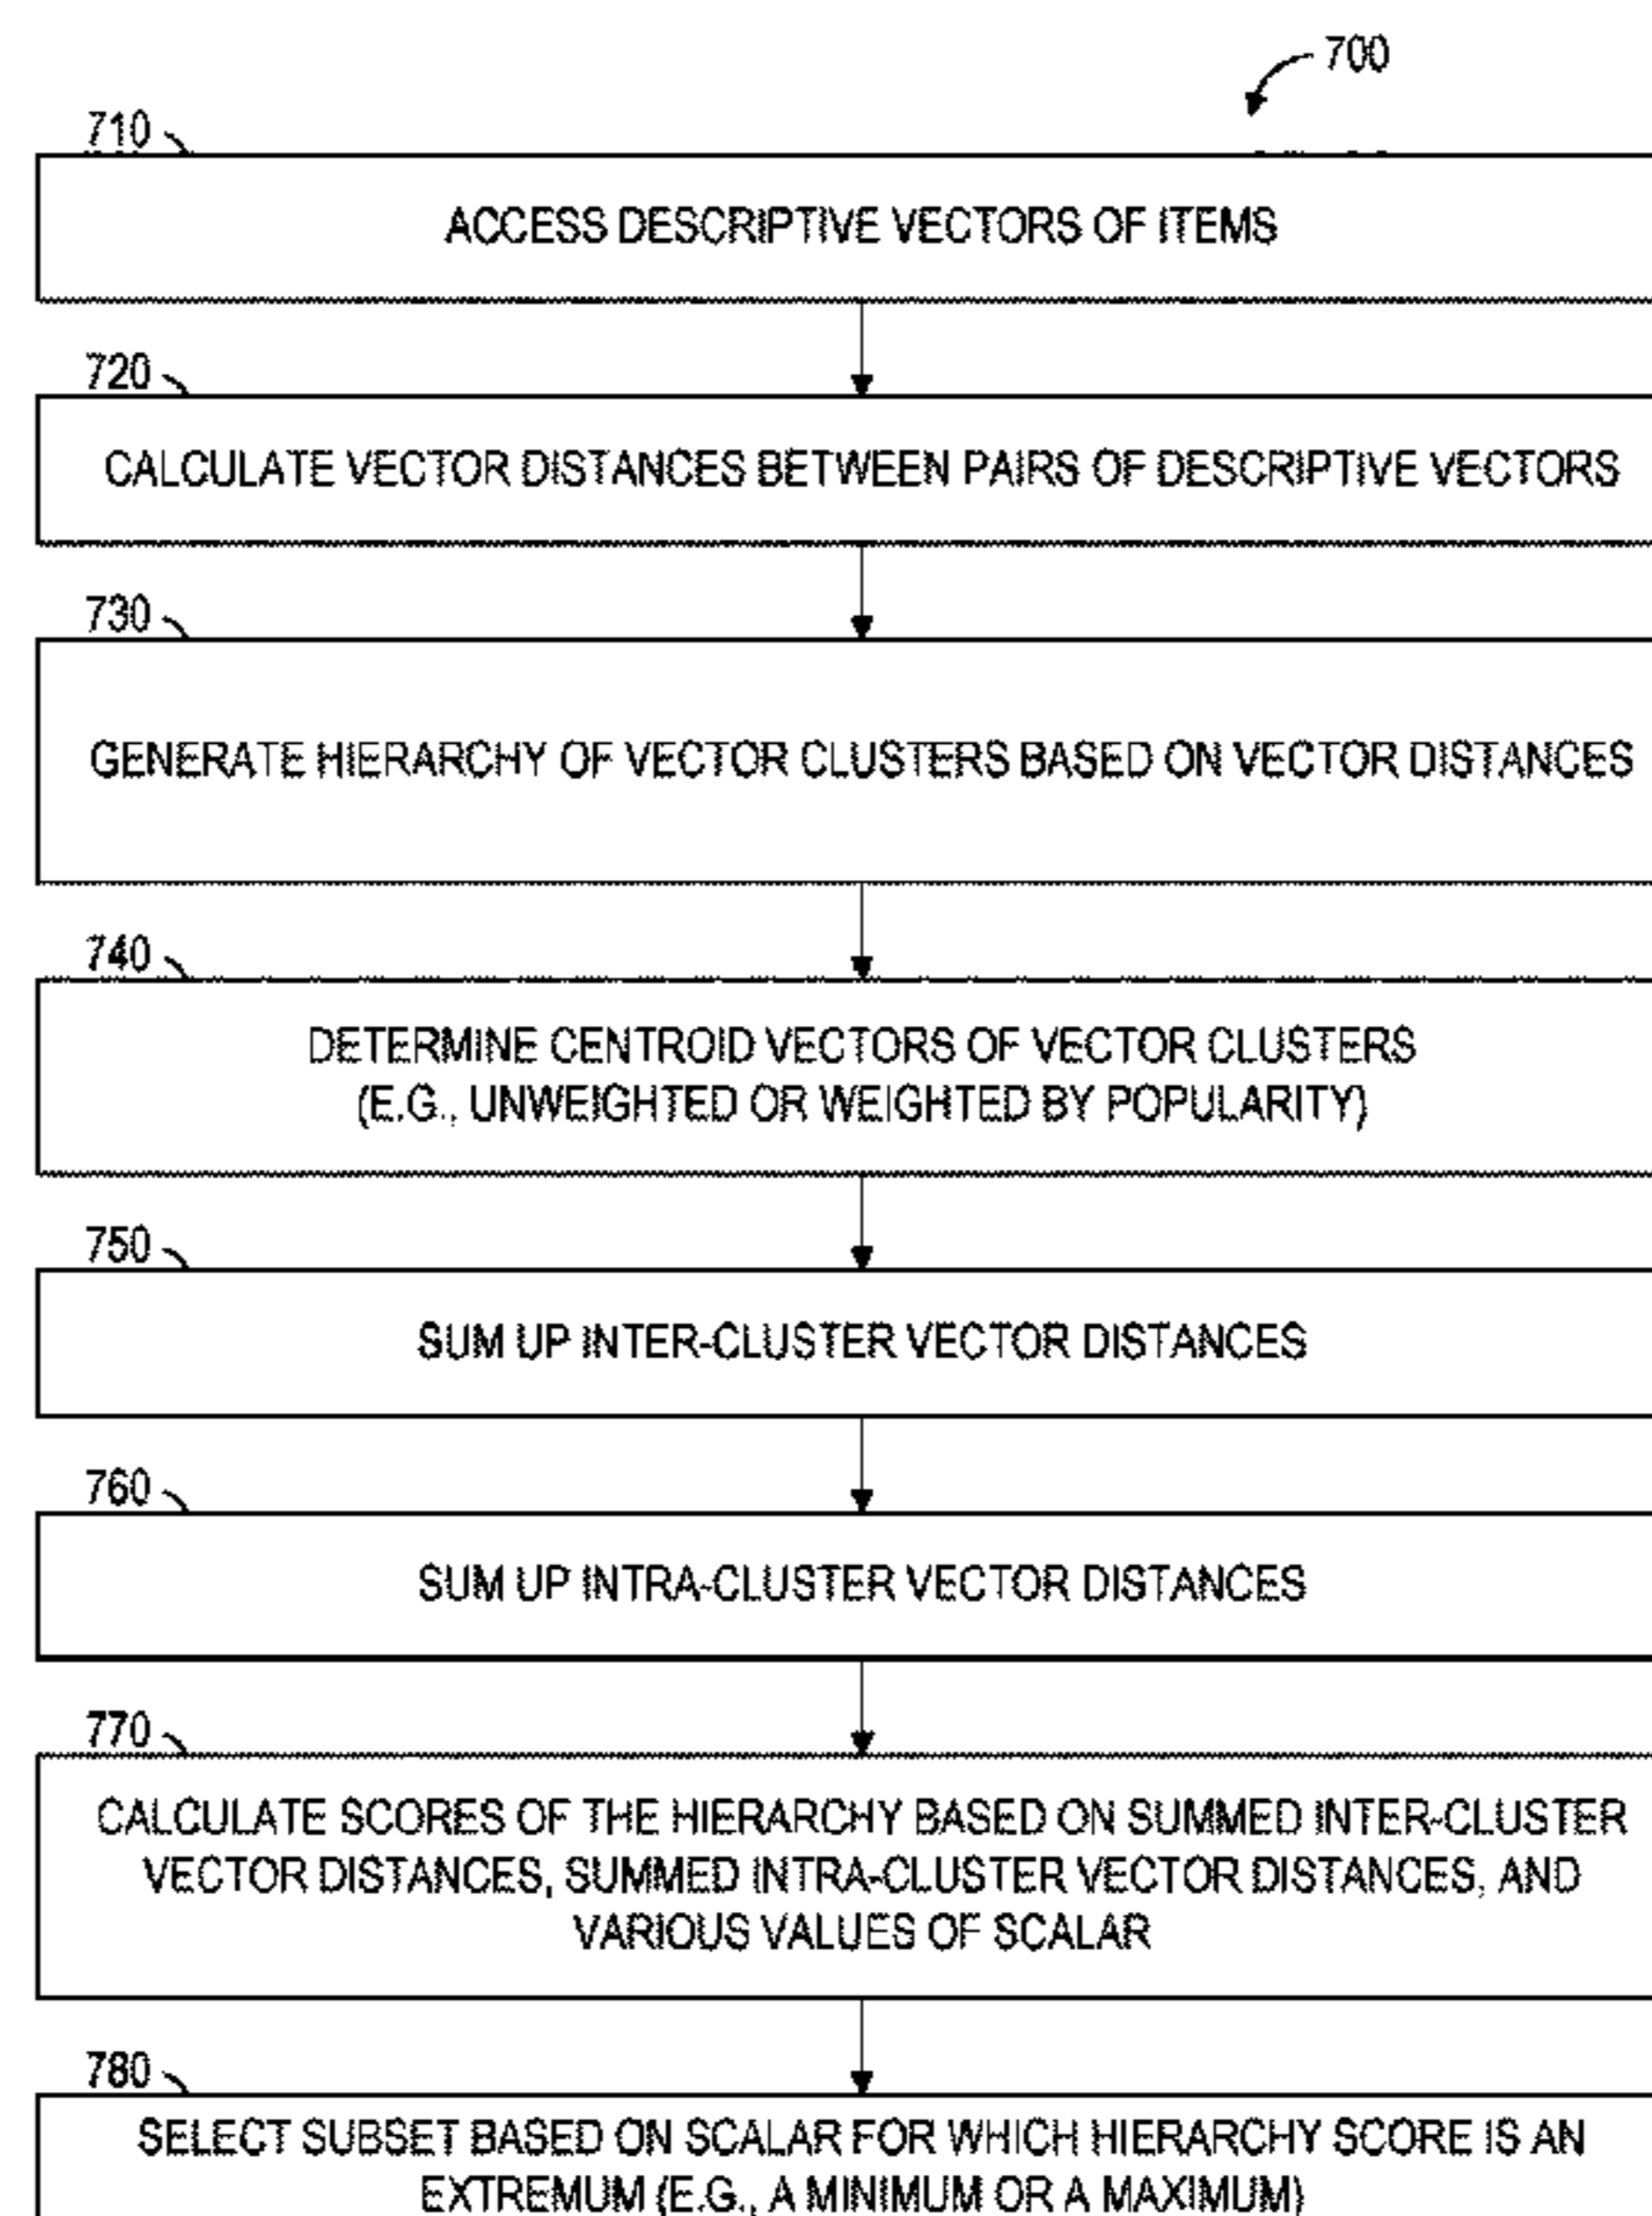 700
710
ACCESS DESCRIPTIVE VECTORS OF ITEMS
720
CALCULATE VECTOR DISTANCES BETWEEN PAIRS OF DESCRIPTIVE VECTORS
730
GENERATE HIERARCHY OF VECTOR CLUSTERS BASED ON VECTOR DISTANCES
740
DETERMINE CENTROID VECTORS OF VECTOR CLUSTERS
(E.G., UNWEIGHTED OR WEIGHTED BY POPULARITY)
750
SUM UP INTER-CLUSTER VECTOR DISTANCES
760
SUM UP INTRA-CLUSTER VECTOR DISTANCES
770
CALCULATE SCORES OF THE HIERARCHY BASED ON SUMMED INTER-CLUSTER
VECTOR DISTANCES, SUMMED INTRA-CLUSTER VECTOR DISTANCES, AND
VARIOUS VALUES OF SCALAR
780
SELECT SUBSET BASED ON SCALAR FOR WHICH HIERARCHY SCORE IS AN
EXTREMUM (E.G., A MINIMUM OR A MAXIMUM)